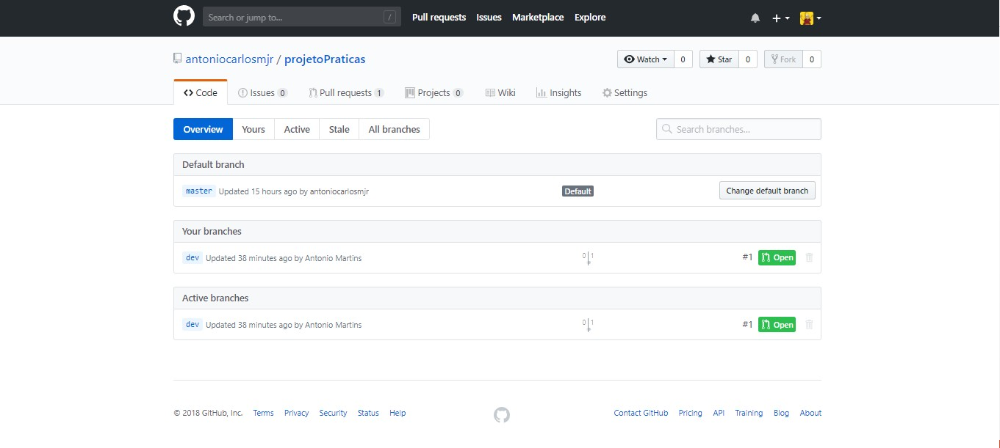 Search or jump to... / Pull requests Issues Marketplace Explore
antoniocarlosmjr / projetoPraticas Watch 0 Star 0 Fork 0
Code Issues 0 Pull requests 1 Projects 0 Wiki Insights Settings
Overview Yours Active Stale All branches Search branches...
Default branch
master Updated 15 hours ago by antoniocarlosmjr Default Change default branch
Your branches
dev Updated 38 minutes ago by Antonio Martins 0 1 #1 Open
Active branches
dev Updated 38 minutes ago by Antonio Martins 0 1 #1 Open
© 2018 GitHub, Inc. Terms Privacy Security Status Help Contact GitHub Pricing API Training Blog About